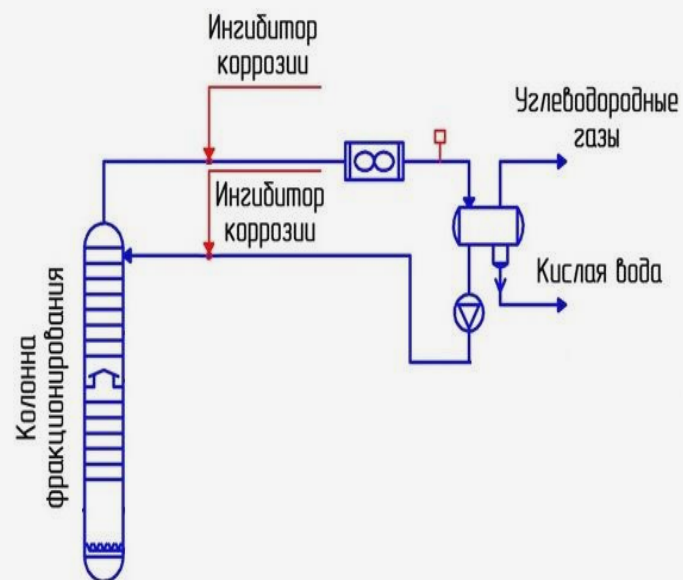 Ингибитор
коррозии
Углеводородные
газы
Ингибитор
коррозии
Кислая вода
Колонна
фракционирования